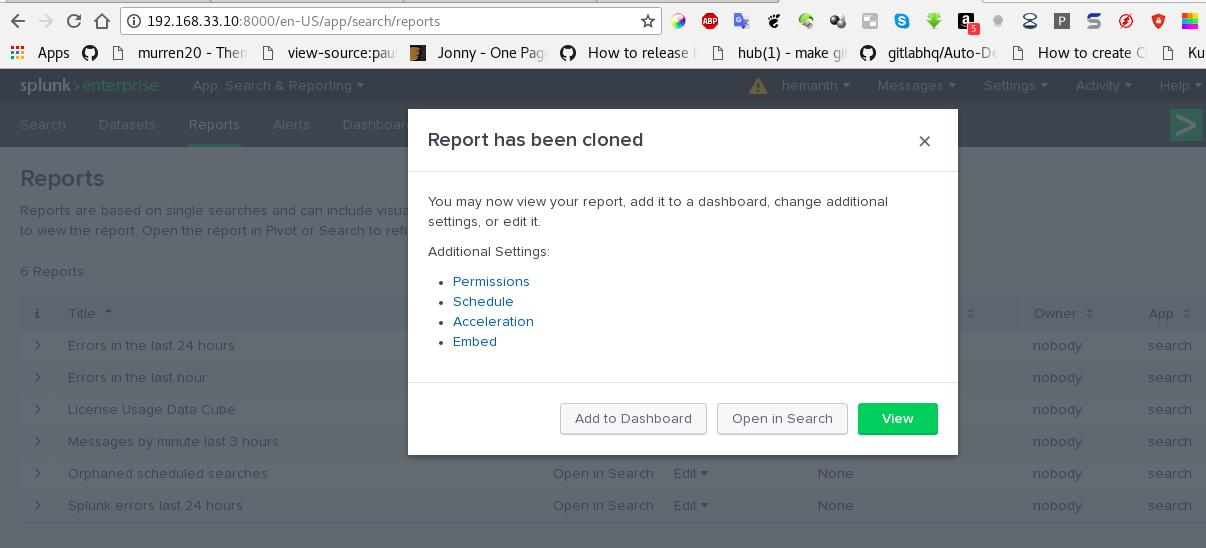 192.168.33.10:8000/en-US/app/search/reports
ABP
5
P
Apps
murren20 - Then
view-source:pau
Jonny - One Page
How to release i
hub(1) - make git
gitlabhq/Auto-De
How to create C
Ku
splunk>enterprise
App: Search & Reporting
hemanth
Messages
Settings
Activity
Help
Search
Datasets
Reports
Alerts
Dashboar
Report has been cloned
Reports
Reports are based on single searches and can include visua
to view the report. Open the report in Pivot or Search to refi
You may now view your report, add it to a dashboard, change additional
settings, or edit it.
Additional Settings:
Permissions
Schedule
Acceleration
Embed
Add to Dashboard
Open in Search
View
6 Reports
i Title Owner App
Errors in the last 24 hours nobody search
Errors in the last hour nobody search
License Usage Data Cube nobody search
Messages by minute last 3 hours nobody search
Orphaned scheduled searches Open in Search Edit None nobody search
Splunk errors last 24 hours Open in Search Edit None nobody search